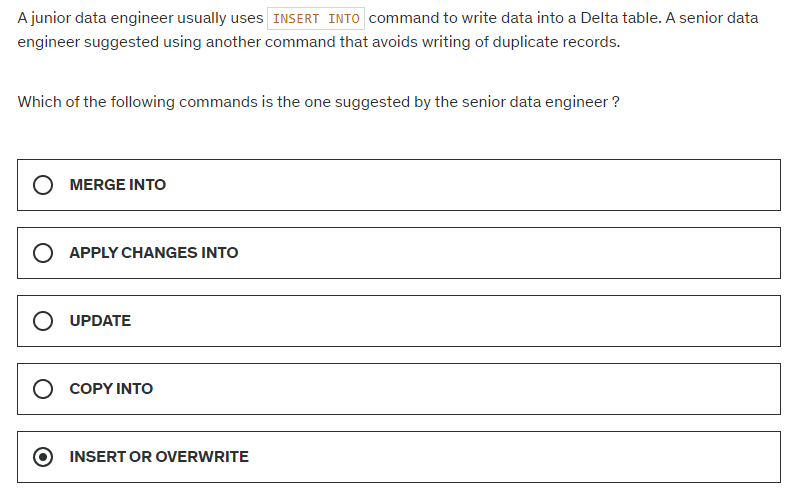 A junior data engineer usually uses INSERT INTO command to write data into a Delta table. A senior data
engineer suggested using another command that avoids writing of duplicate records.
Which of the following commands is the one suggested by the senior data engineer ?
MERGE INTO
APPLY CHANGES INTO
UPDATE
COPY INTO
INSERT OR OVERWRITE